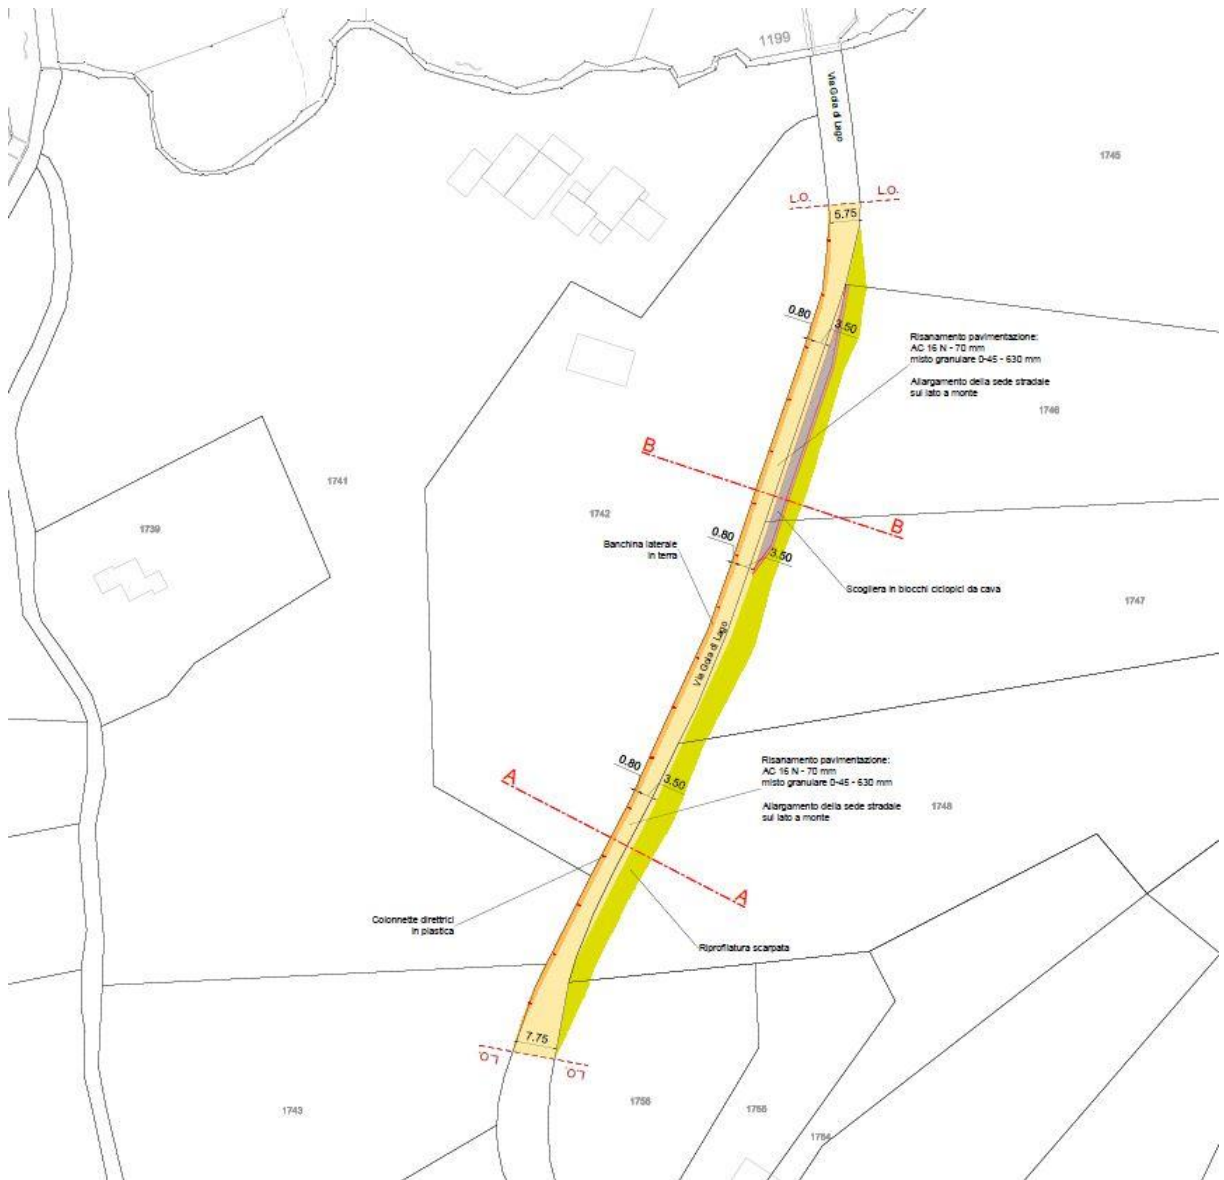 1199
Via Gola di Lago
1745
L.O.
L.O.
5.75
0.80
3.50
Risanamento pavimentazione:
AC 16 N - 70 mm
misto granulare 0-45 - 630 mm
Allargamento della sede stradale
sul lato a monte
1746
B
1741
1742
1739
B
0.80
Banchina laterale
in terra
3.50
Scogliera in blocchi ciclopici da cava
1747
Via Gola di Lago
0.80
Risanamento pavimentazione:
AC 16 N - 70 mm
misto granulare 0-45 - 630 mm
A
3.50
Allargamento della sede stradale
sul lato a monte
1748
A
Colonnette direttrici
in plastica
Riprofilatura scarpata
7.75
L.O.
L.O.
1743
1756
1755
1754